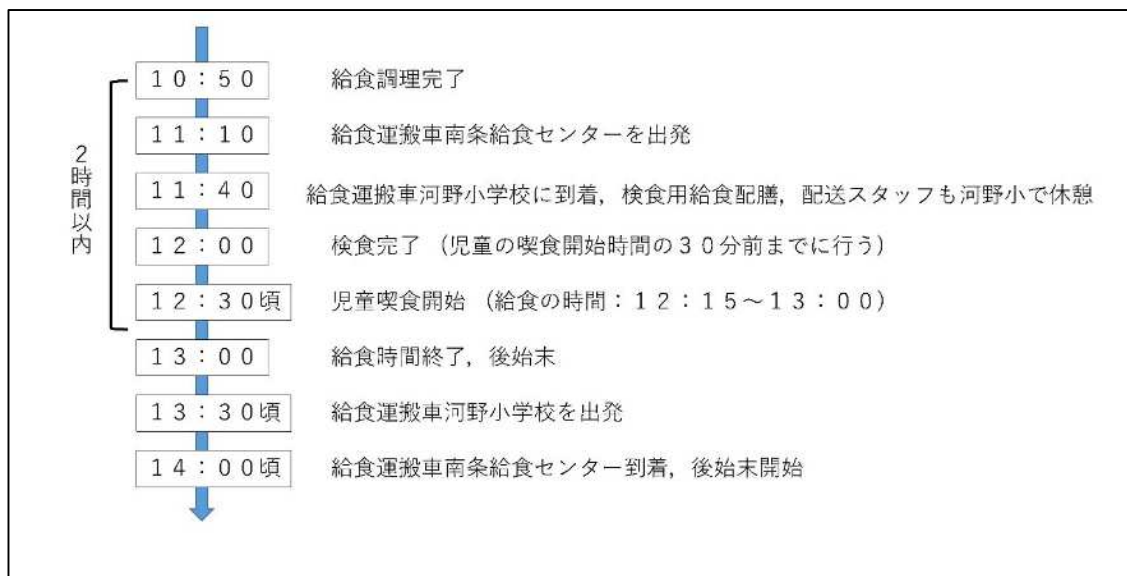 2時間以内
10:50 給食調理完了
11:10 給食運搬車南条給食センターを出発
11:40 給食運搬車河野小学校に到着，検食用給食配膳，配送スタッフも河野小で休憩
12:00 検食完了（児童の喫食開始時間の30分前までに行う）
12:30頃 児童喫食開始（給食の時間：12:15～13:00）
13:00 給食時間終了，後始末
13:30頃 給食運搬車河野小学校を出発
14:00頃 給食運搬車南条給食センター到着，後始末開始